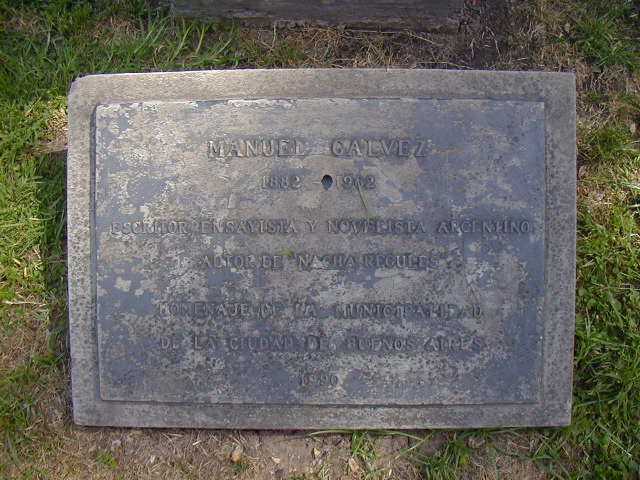 MANUEL GALVEZ
1882 1962
ESCRITOR ENSAYISTA Y NOVELISTA ARGENTINO
AUTOR DE NACHA REGULES
HOMENAJE DE LA MUNICIPALIDAD
DE LA CIUDAD DE BUENOS AIRES
1990